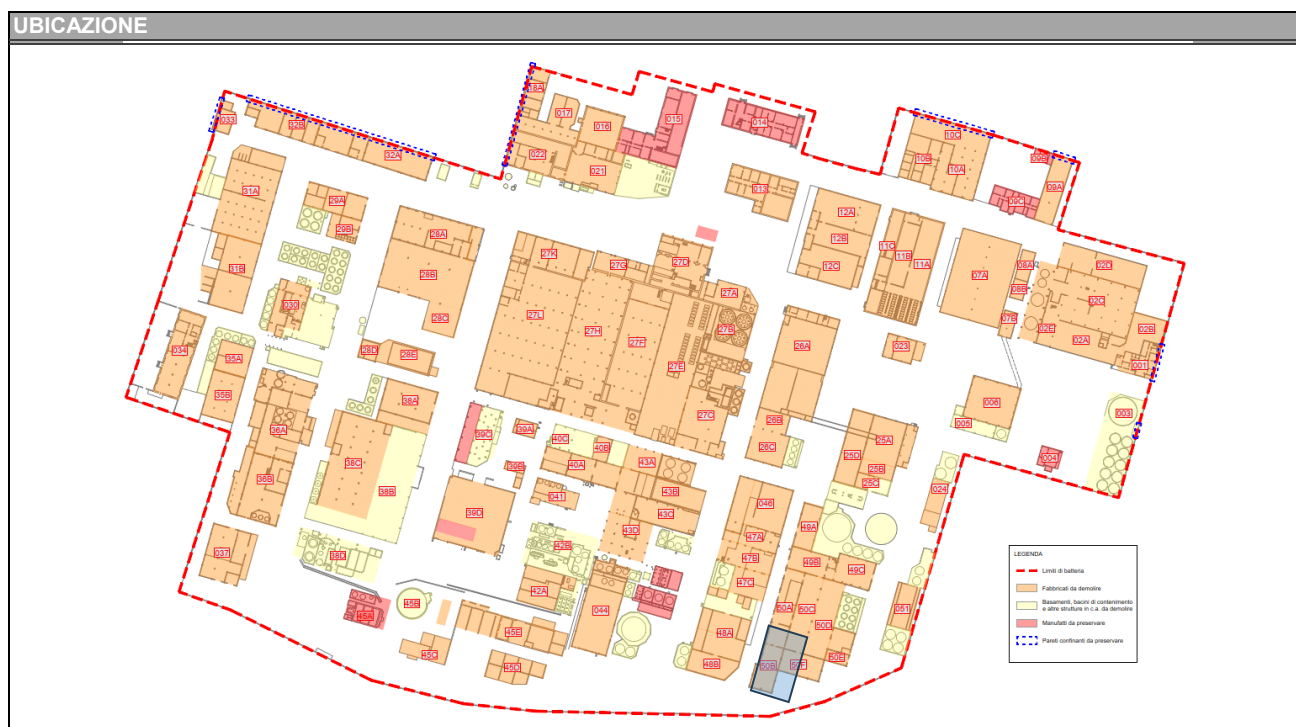 UBICAZIONE
18A
017
016
015
014
022
021
013
033
32B
32A
10C
10B
10A
09B
09A
09C
31A
31B
29A
29B
030
28A
28B
28C
28D
28E
27K
27G
27D
27A
27B
27L
27H
27F
27E
27C
12A
12B
12C
11C
11B
11A
07A
08A
08B
07B
02D
02C
02E
02A
02B
001
26A
023
26B
26C
006
005
003
004
034
35A
35B
36A
36B
38A
38C
38B
38D
037
39C
39A
39B
39D
40C
40B
40A
041
43A
43B
43C
43D
25A
25D
25B
25C
024
046
47A
47B
47C
49A
49B
49C
42B
42A
044
45A
45B
45C
45E
45D
48A
48B
50A
50C
50D
50E
50B
50F
051
LEGENDA
Limiti di batteria
Fabbricati da demolire
Basamenti, bacini di contenimento
e altre strutture in c.a. da demolire
Manufatti da preservare
Pareti confinanti da preservare